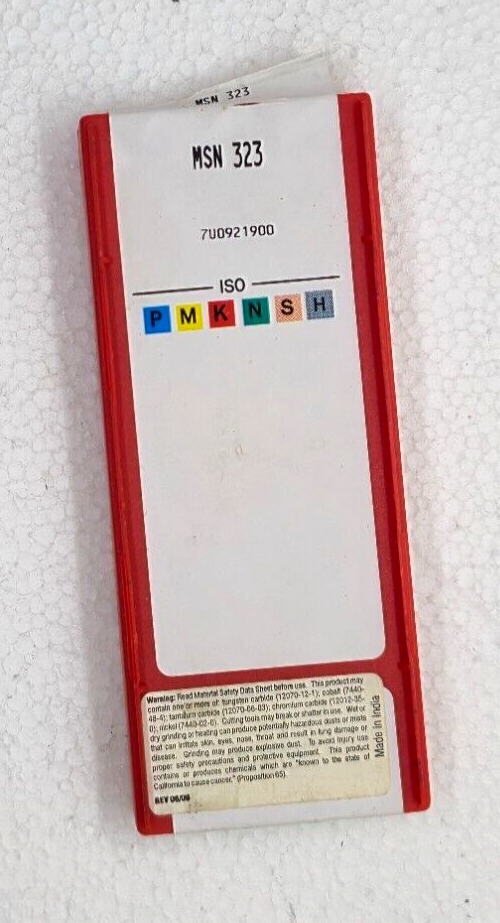 MSN 323
MSN 323
7U0921900
ISO
P M K N S H
Warning: Read Material Safety Data Sheet before use. This product may
contain one or more of: tungsten carbide (12070-12-1); cobalt (7440-
48-4); tantalum carbide (12070-06-03); chromium carbide (12012-35-
0); nickel (7440-02-0). Cutting tools may break or shatter in use. Wet or
dry grinding or heating can produce potentially hazardous dusts or mists
that can irritate skin, eyes, nose, throat and result in lung damage or
disease. Grinding may produce explosive dust. To avoid injury use
proper safety precautions and protective equipment. This product
contains or produces chemicals which are "known to the state of
California to cause cancer." (Proposition 65).
REV 06/08
Made in India